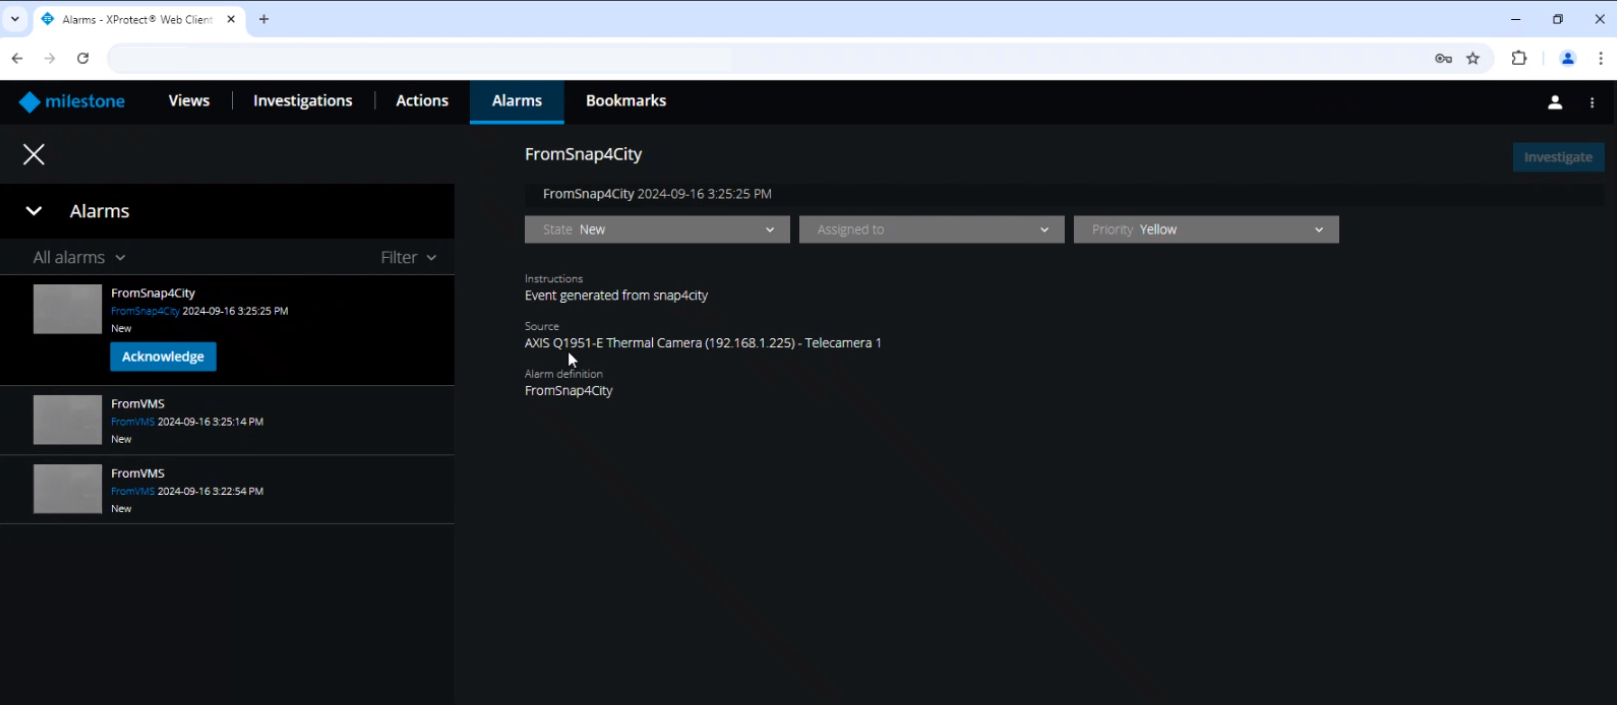 Alarms - XProtect® Web Client
milestone
Views
Investigations
Actions
Alarms
Bookmarks
FromSnap4City
Investigate
FromSnap4City 2024-09-16 3:25:25 PM
State New
Assigned to
Priority Yellow
Alarms
All alarms
Filter
FromSnap4City
FromSnap4City 2024-09-16 3:25:25 PM
New
Acknowledge
FromVMS
FromVMS 2024-09-16 3:25:14 PM
New
FromVMS
FromVMS 2024-09-16 3:22:54 PM
New
Instructions
Event generated from snap4city
Source
AXIS Q1951-E Thermal Camera (192.168.1.225) - Telecamera 1
Alarm definition
FromSnap4City